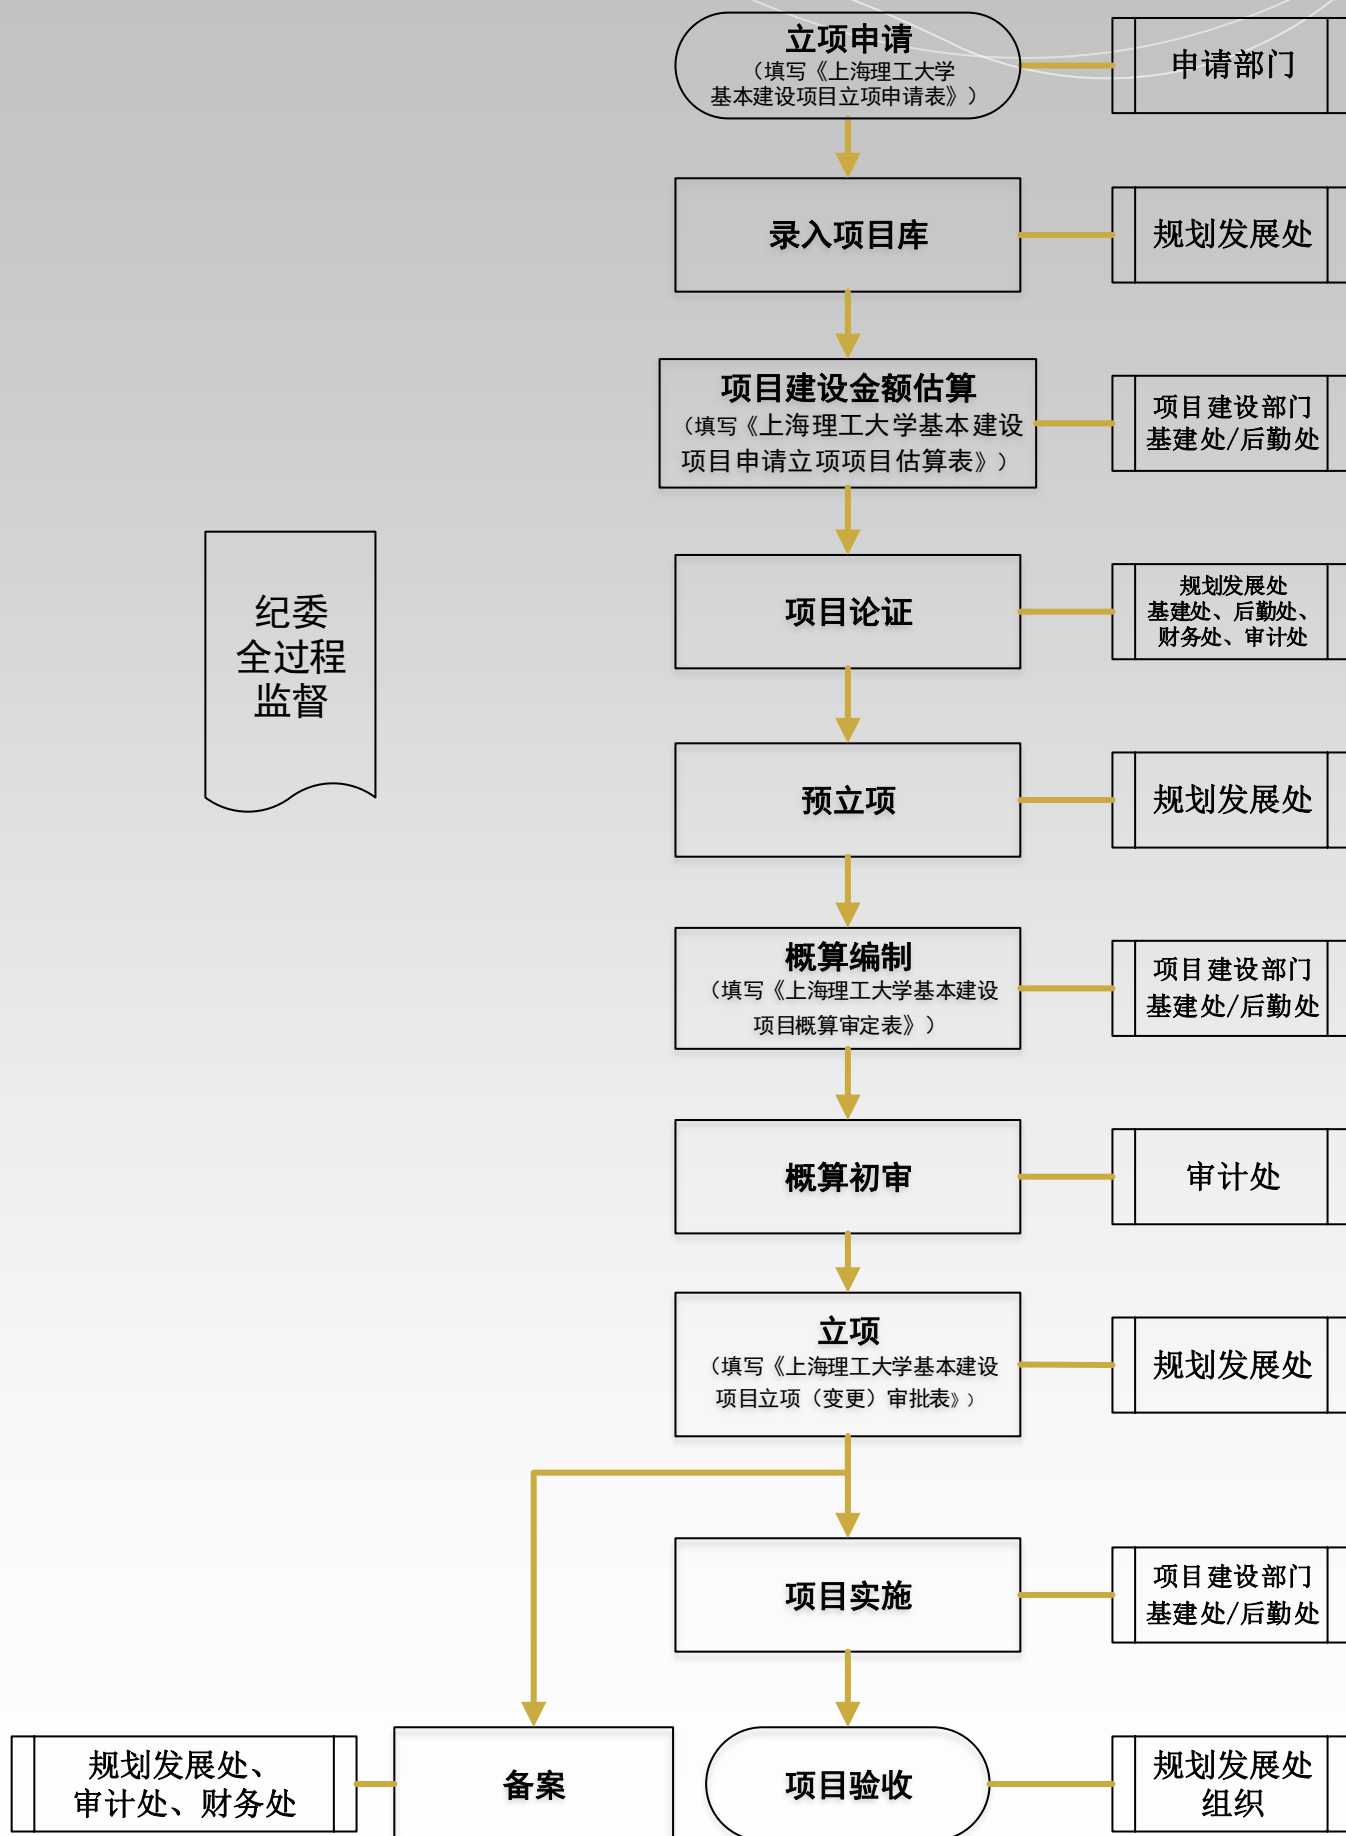 立项申请
（填写《上海理工大学
基本建设项目立项申请表》）
申请部门
录入项目库
规划发展处
项目建设金额估算
（填写《上海理工大学基本建设
项目申请立项项目估算表》）
项目建设部门
基建处/后勤处
纪委
全过程
监督
项目论证
规划发展处
基建处、后勤处、
财务处、审计处
预立项
规划发展处
概算编制
（填写《上海理工大学基本建设
项目概算审定表》）
项目建设部门
基建处/后勤处
概算初审
审计处
立项
（填写《上海理工大学基本建设
项目立项（变更）审批表》）
规划发展处
项目实施
项目建设部门
基建处/后勤处
规划发展处、
审计处、财务处
备案
项目验收
规划发展处
组织